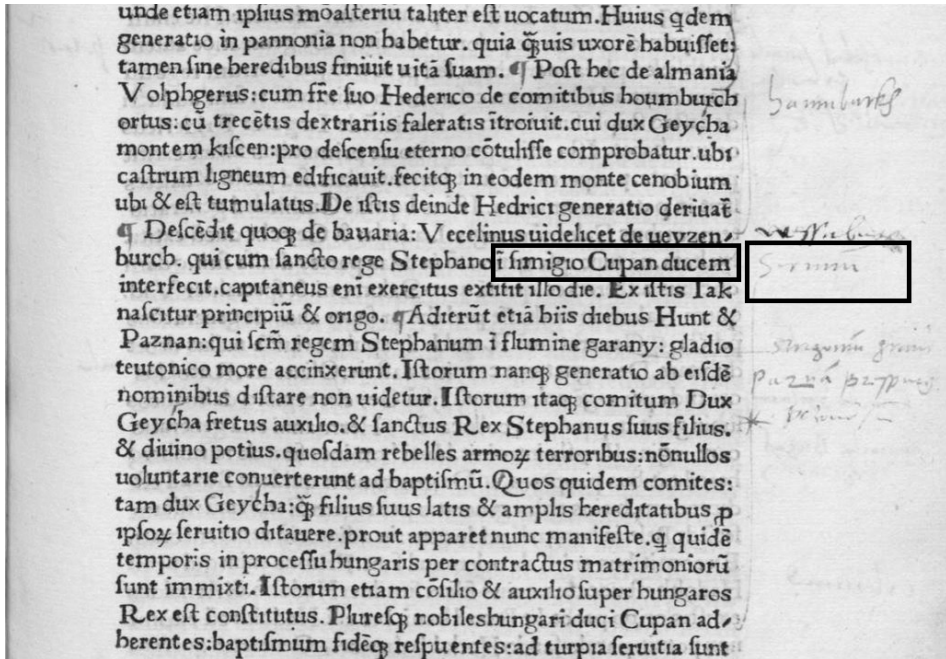 unde etiam ipſius mōaſteriū taliter eſt uocatum. Huius qdem
generatio in pannonia non habetur. quia q̄uis uxorē habuiſſet:
tamen ſine heredibus finiuit uitā ſuam. ¶ Poſt hec de almania
Volphgerus: cum fr̄e ſuo Hederico de comitibus houmburch
ortus: cū trecētis dextrariis faleratis ītroiuit. cui dux Geycha
montem kiſcen: pro deſcenſu eterno cōtuliſſe comprobatur. ubi
caſtrum ligneum edificauit. fecitq; in eodem monte cenobium
ubi & eſt tumulatus. De iſtis deinde Hedrici generatio deriuat̄
¶ Deſcēdit quoq; de bauaria: Vecelinus uidelicet de ueyzen-
burch. qui cum ſancto rege Stephano ī ſimigio Cupan ducem
interfecit. capitaneus enī exercitus extitit illo die. Ex iſtis Iak
naſcitur principiū & origo. ¶ Adierūt etiā hiis diebus Hunt &
Paznan: qui ſcm̄ regem Stephanum ī flumine garany: gladio
teutonico more accinxerunt. Iſtorum nanq; generatio ab eiſdē
nominibus diſtare non uidetur. Iſtorum itaq; comitum Dux
Geycha fretus auxilio. & ſanctus Rex Stephanus ſuus filius.
& diuino potius. quoſdam rebelles armoꝝ terroribus: nōnullos
uoluntarie conuerterunt ad baptiſmū. Quos quidem comites:
tam dux Geycha: q̄ filius ſuus latis & amplis hereditatibus ꝓ
ipſoꝝ ſeruitio ditauere. prout apparet nunc manifeſte. q quidē
temporis in proceſſu hungaris per contractus matrimoniorū
ſunt immixti. Iſtorum etiam cōſilio & auxilio ſuper hungaros
Rex eſt conſtitutus. Plureſq; nobiles hungari duci Cupan ad-
herentes: baptiſmum fidēq; reſpuentes: ad turpia ſeruitia ſunt